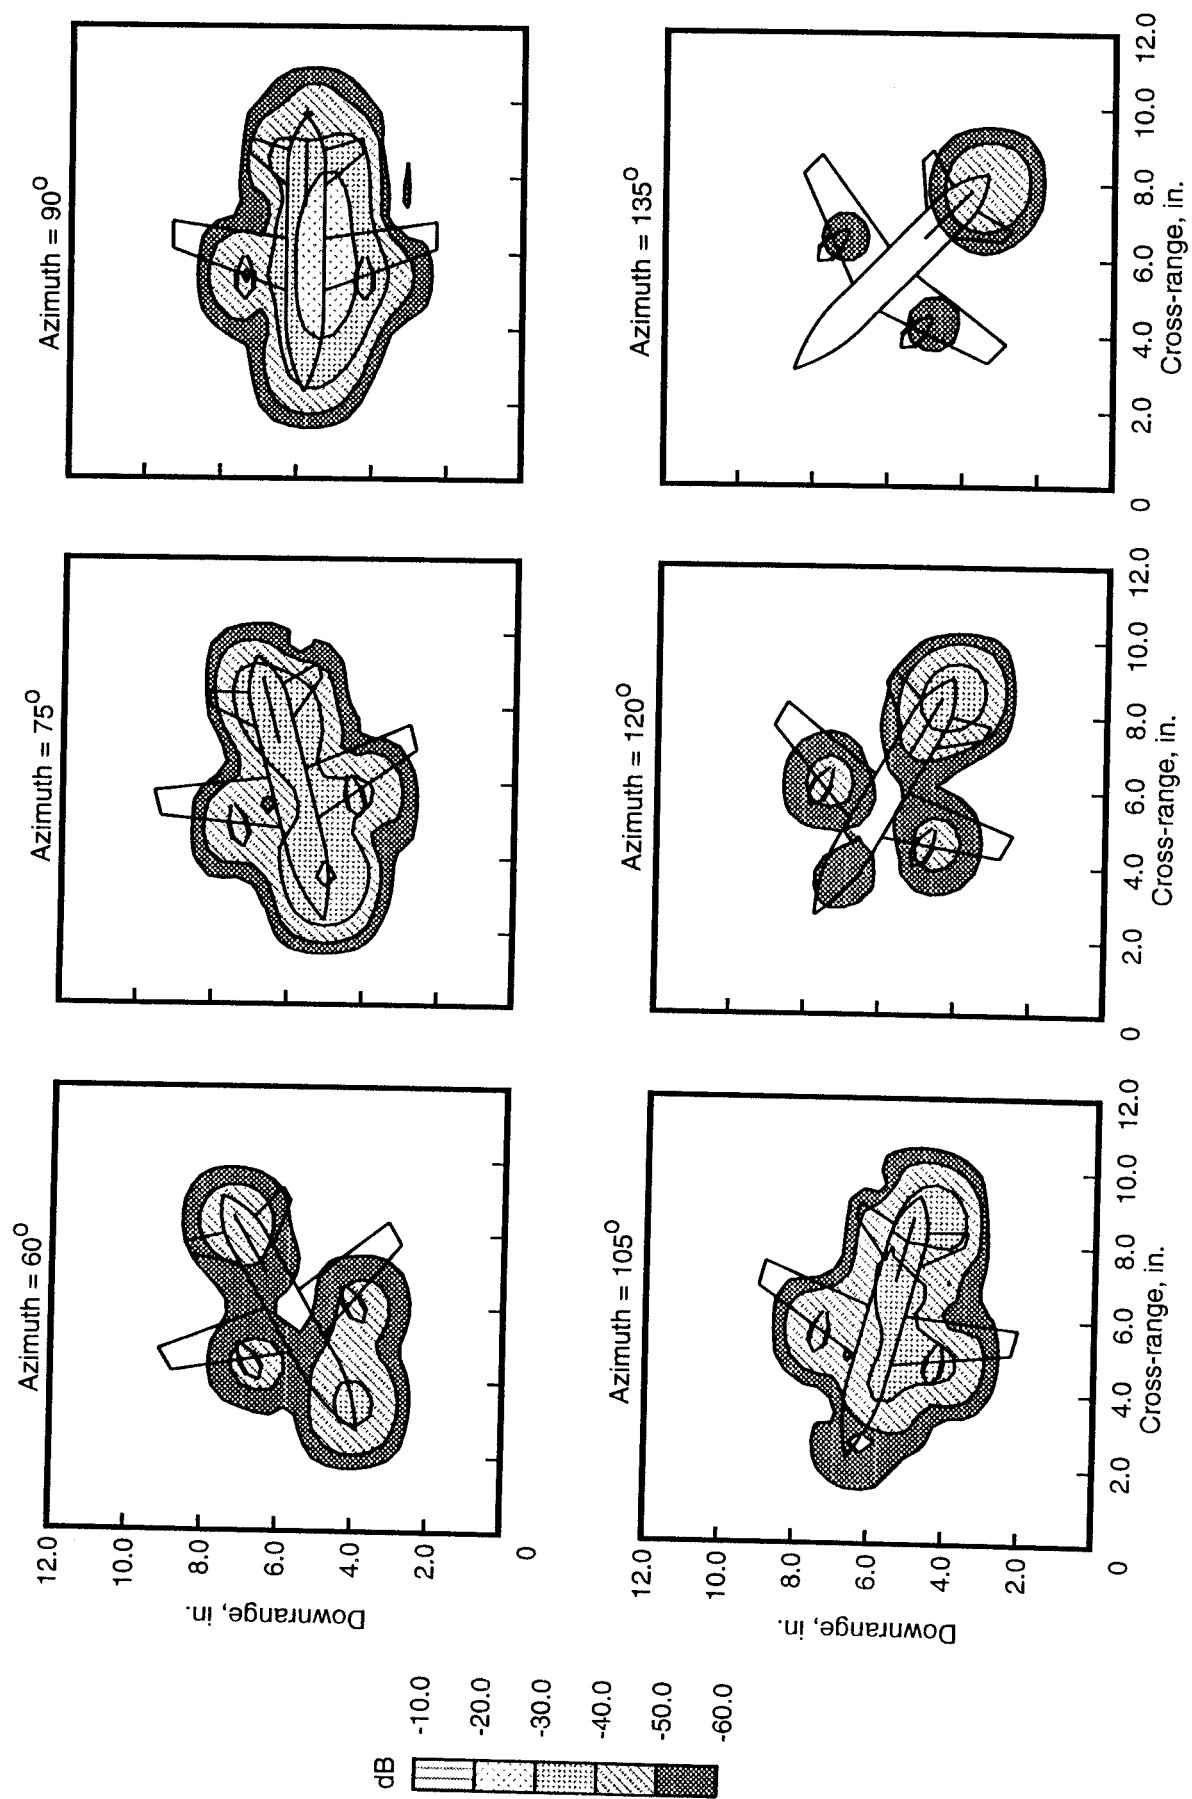 Azimuth = 60°
Azimuth = 75°
Azimuth = 90°
12.0
10.0
8.0
6.0
4.0
2.0
0
Downrange, in.
Azimuth = 105°
Azimuth = 120°
Azimuth = 135°
12.0
10.0
8.0
6.0
4.0
2.0
0
Downrange, in.
2.0 4.0 6.0 8.0 10.0 12.0
Cross-range, in.
0 2.0 4.0 6.0 8.0 10.0 12.0
Cross-range, in.
0 2.0 4.0 6.0 8.0 10.0 12.0
Cross-range, in.
dB
-10.0
-20.0
-30.0
-40.0
-50.0
-60.0